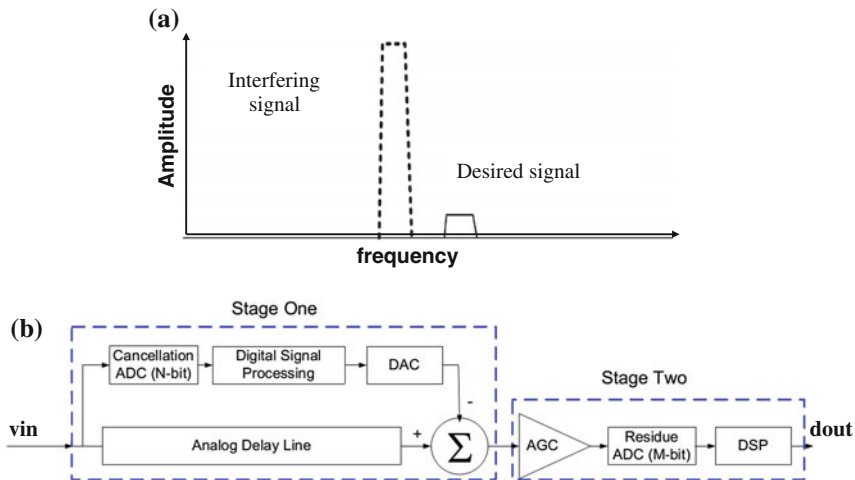 (a)
Amplitude
Interfering
signal
Desired signal
frequency
(b)
Stage One
Cancellation
ADC (N-bit)
Digital Signal
Processing
DAC
-
vin
Analog Delay Line
+
Σ
Stage Two
AGC
Residue
ADC (M-bit)
DSP
dout